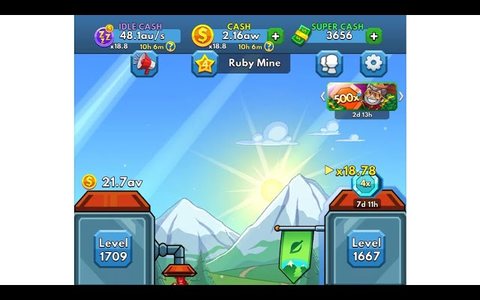 IDLE CASH
48.1au/s
x18.8 10h 6m ?
CASH
2.16aw
x18.8 10h 6m ?
SUPER CASH
3656
4
Ruby Mine
500x
2d 13h
21.7av
x18.78
4x
7d 11h
Level
1709
Level
1667